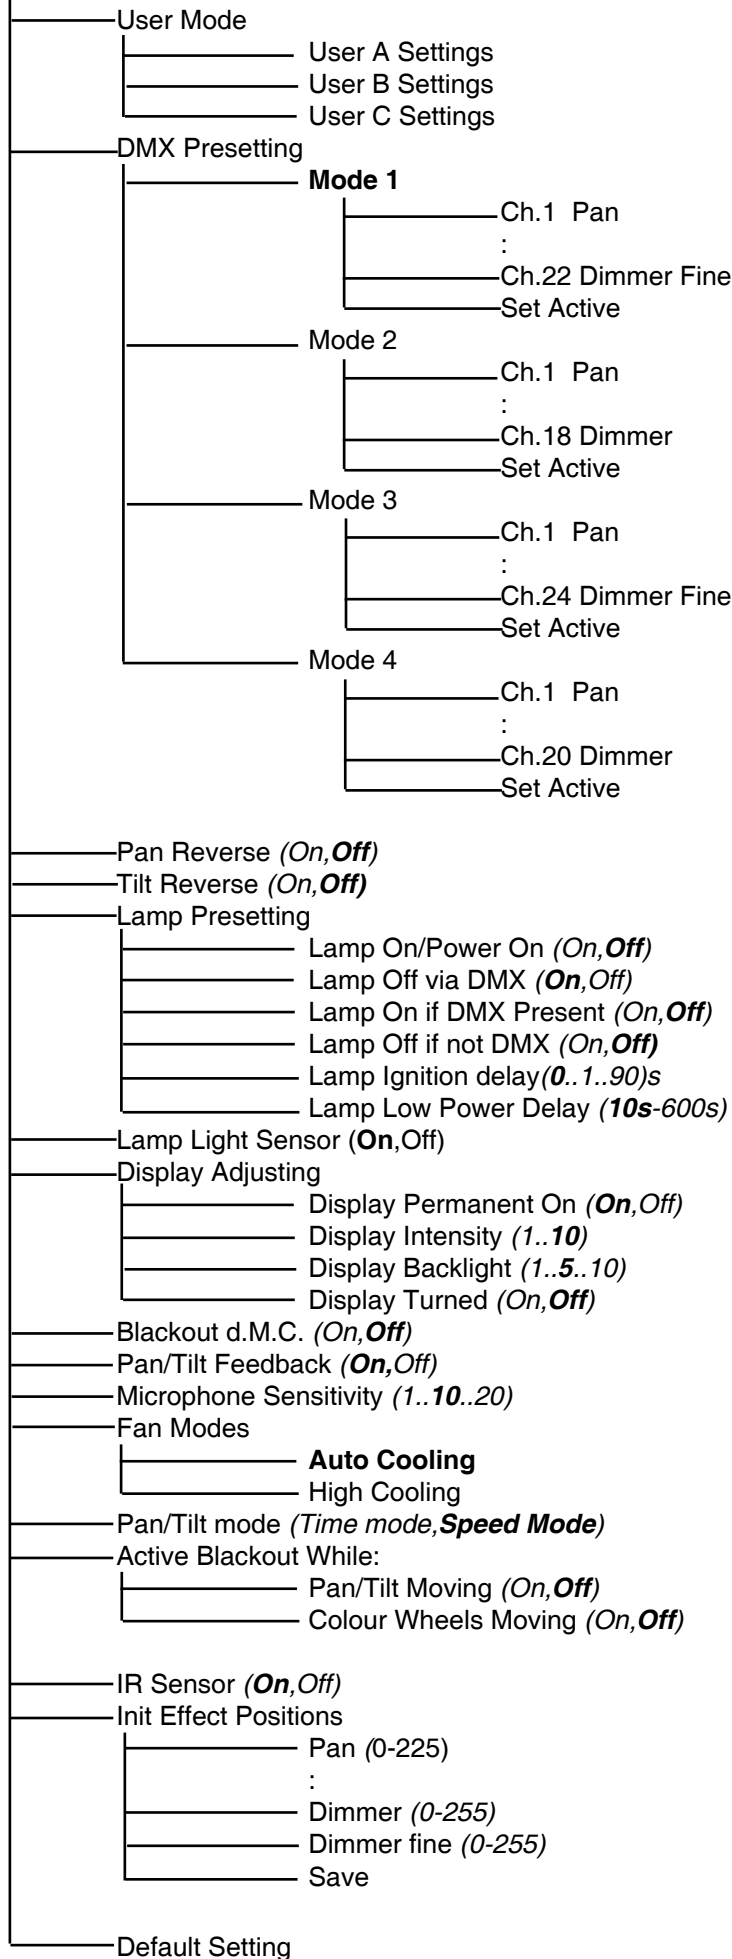 User Mode
User A Settings
User B Settings
User C Settings
DMX Presetting
Mode 1
Ch.1 Pan
:
Ch.22 Dimmer Fine
Set Active
Mode 2
Ch.1 Pan
:
Ch.18 Dimmer
Set Active
Mode 3
Ch.1 Pan
:
Ch.24 Dimmer Fine
Set Active
Mode 4
Ch.1 Pan
:
Ch.20 Dimmer
Set Active
Pan Reverse (On,Off)
Tilt Reverse (On,Off)
Lamp Presetting
Lamp On/Power On (On,Off)
Lamp Off via DMX (On,Off)
Lamp On if DMX Present (On,Off)
Lamp Off if not DMX (On,Off)
Lamp Ignition delay(0..1..90)s
Lamp Low Power Delay (10s-600s)
Lamp Light Sensor (On,Off)
Display Adjusting
Display Permanent On (On,Off)
Display Intensity (1..10)
Display Backlight (1..5..10)
Display Turned (On,Off)
Blackout d.M.C. (On,Off)
Pan/Tilt Feedback (On,Off)
Microphone Sensitivity (1..10..20)
Fan Modes
Auto Cooling
High Cooling
Pan/Tilt mode (Time mode,Speed Mode)
Active Blackout While:
Pan/Tilt Moving (On,Off)
Colour Wheels Moving (On,Off)
IR Sensor (On,Off)
Init Effect Positions
Pan (0-225)
:
Dimmer (0-255)
Dimmer fine (0-255)
Save
Default Setting